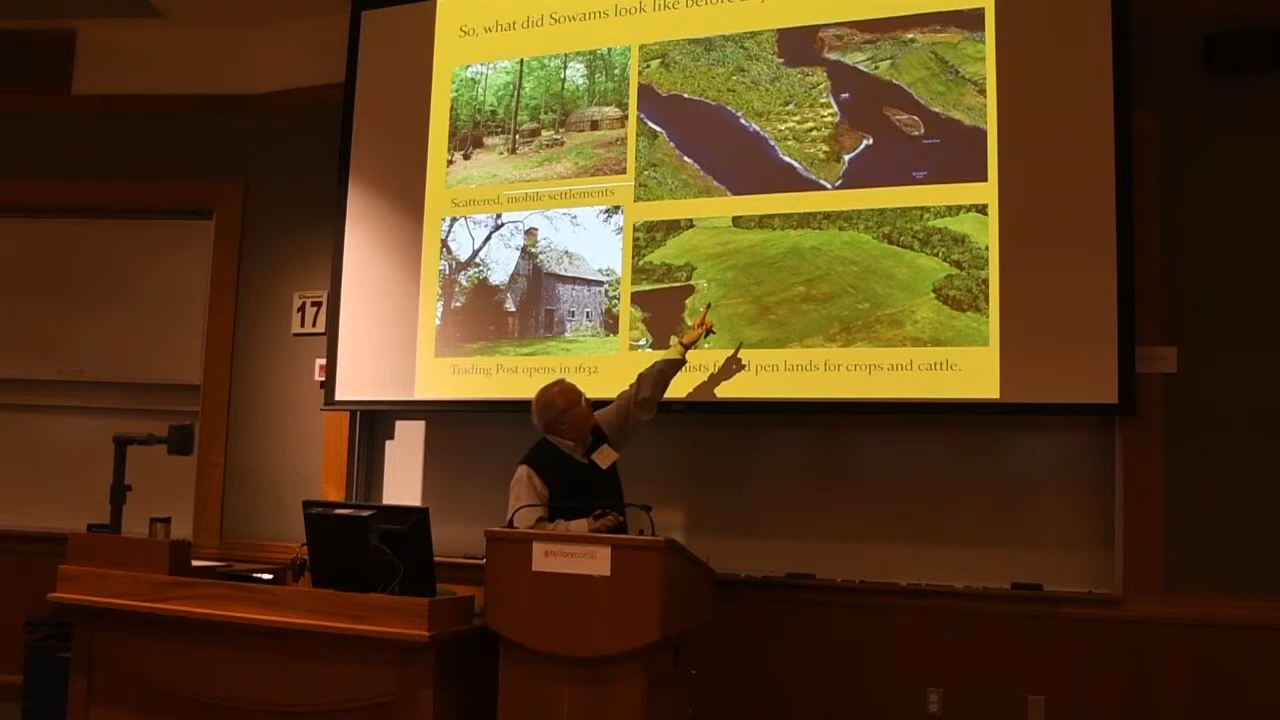 So, what did Sowams look like before
Scattered, mobile settlements
Trading Post opens in 1632
pen lands for crops and cattle.
Channel
17